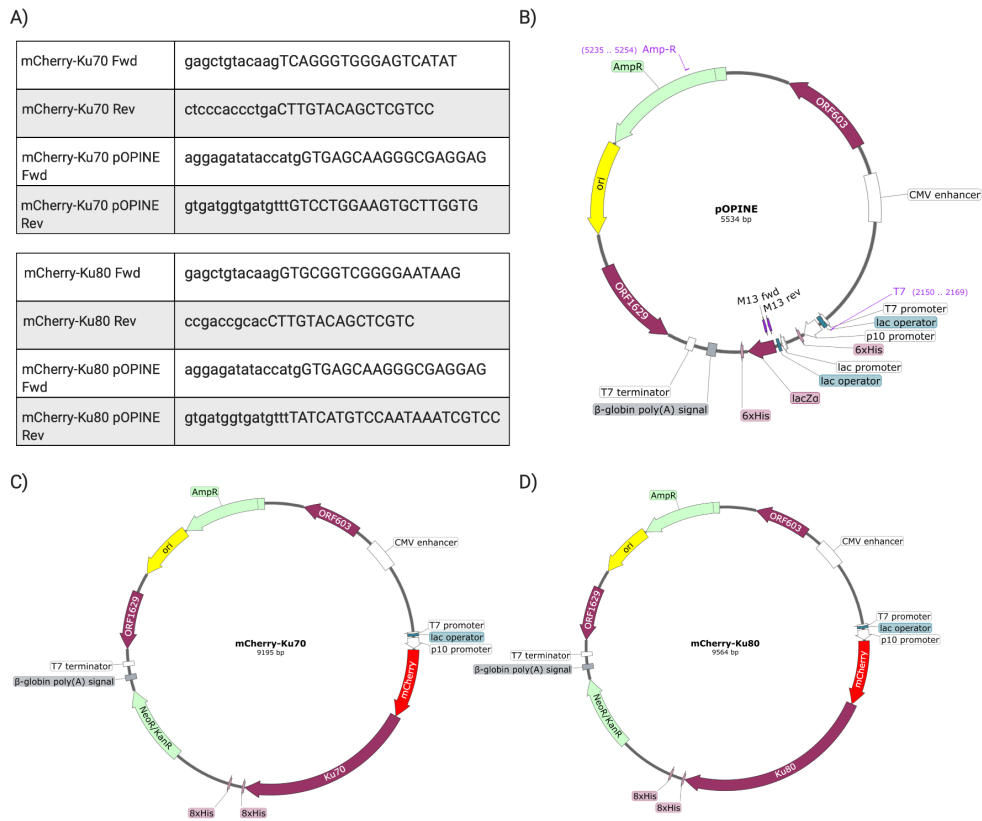 A)
mCherry-Ku70 Fwd
gagctgtacaagTCAGGGTGGGAGTCATAT
mCherry-Ku70 Rev
ctcccaccctgaCTTGTACAGCTCGTCC
mCherry-Ku70 pOPINE
Fwd
aggagatataccatgGTGAGCAAGGGCGAGGAG
mCherry-Ku70 pOPINE
Rev
gtgatggtgatgtttGTCCTGGAAGTGCTTGGTG
mCherry-Ku80 Fwd
gagctgtacaagGTGCGGTCGGGGAATAAG
mCherry-Ku80 Rev
ccgaccgcacCTTGTACAGCTCGTC
mCherry-Ku80 pOPINE
Fwd
aggagatataccatgGTGAGCAAGGGCGAGGAG
mCherry-Ku80 pOPINE
Rev
gtgatggtgatgtttTATCATGTCCAATAAATCGTCC
B)
(5235 .. 5254) Amp-R
AmpR
ORF603
ori
CMV enhancer
pOPINE
5534 bp
ORF1629
M13 fwd
M13 rev
T7 (2150 .. 2169)
T7 promoter
lac operator
p10 promoter
6xHis
lac promoter
lac operator
lacZα
6xHis
T7 terminator
β-globin poly(A) signal
C)
AmpR
ORF603
ori
CMV enhancer
ORF1629
mCherry-Ku70
9195 bp
T7 promoter
lac operator
p10 promoter
T7 terminator
β-globin poly(A) signal
mCherry
NeoR/KanR
Ku70
8xHis
8xHis
D)
AmpR
ORF603
ori
CMV enhancer
ORF1629
mCherry-Ku80
9564 bp
T7 promoter
lac operator
p10 promoter
T7 terminator
β-globin poly(A) signal
mCherry
NeoR/KanR
Ku80
8xHis
8xHis